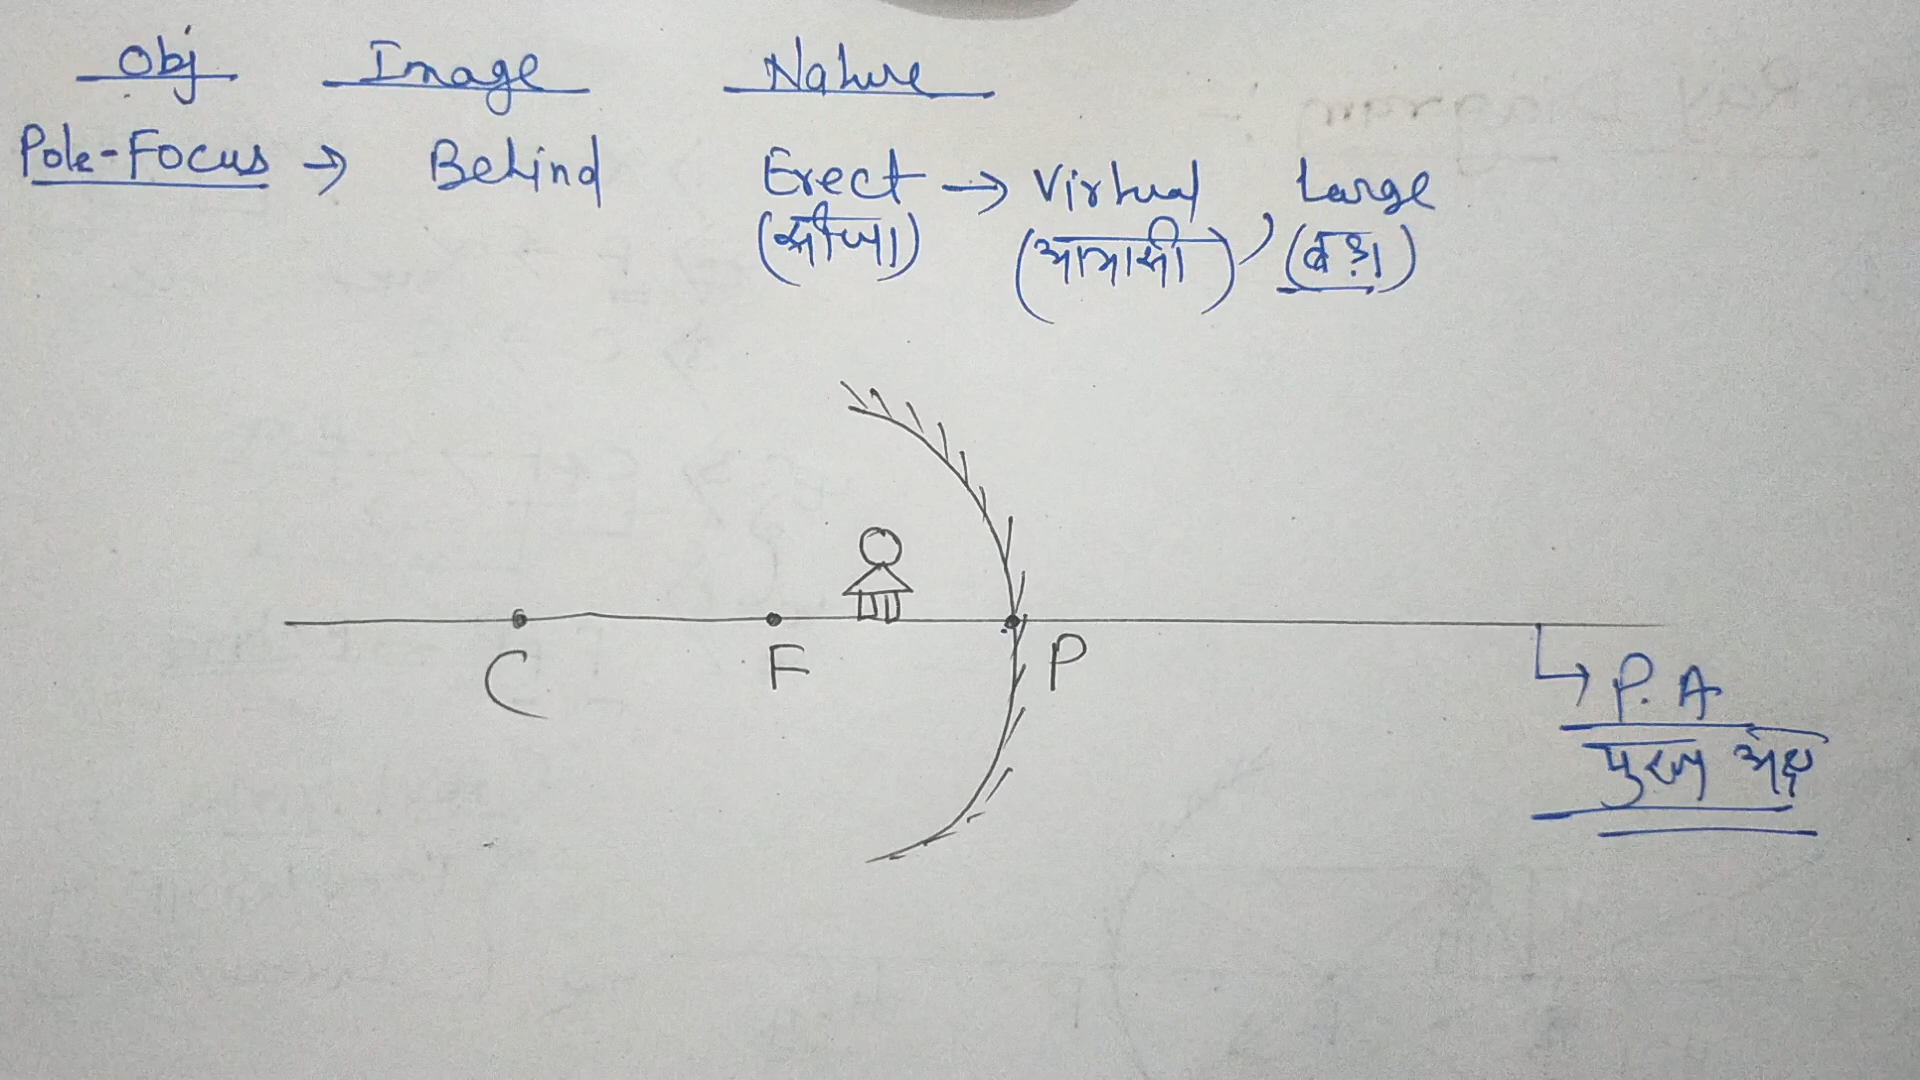 Obj Image Nature
Pole-Focus → Behind Erect → Virtual, Large
(सीधा) (आभासी) (बड़ा)
C F P
↳ P.A
मुख्य अक्ष